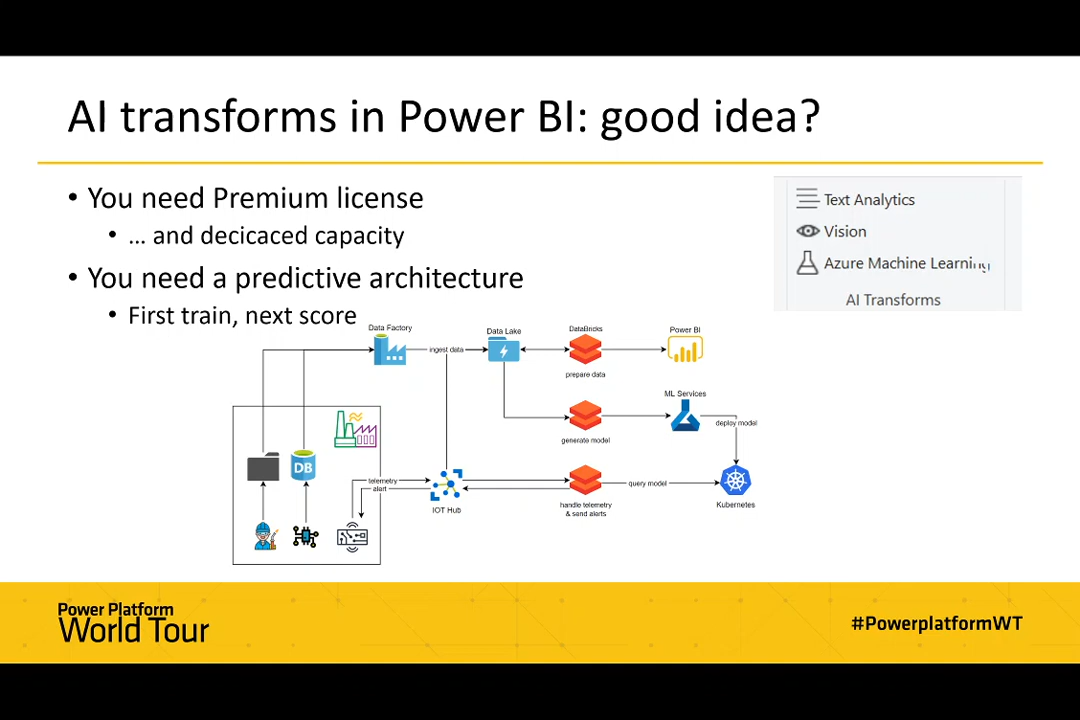 AI transforms in Power BI: good idea?
• You need Premium license
• … and decicaced capacity
• You need a predictive architecture
• First train, next score
Text Analytics
Vision
Azure Machine Learning
AI Transforms
Data Factory
ingest data
Data Lake
DataBricks
prepare data
Power BI
generate model
ML Services
deploy model
DB
telemetry
alert
IOT Hub
handle telemetry
& send alerts
query model
Kubernetes
Power Platform
World Tour
#PowerplatformWT